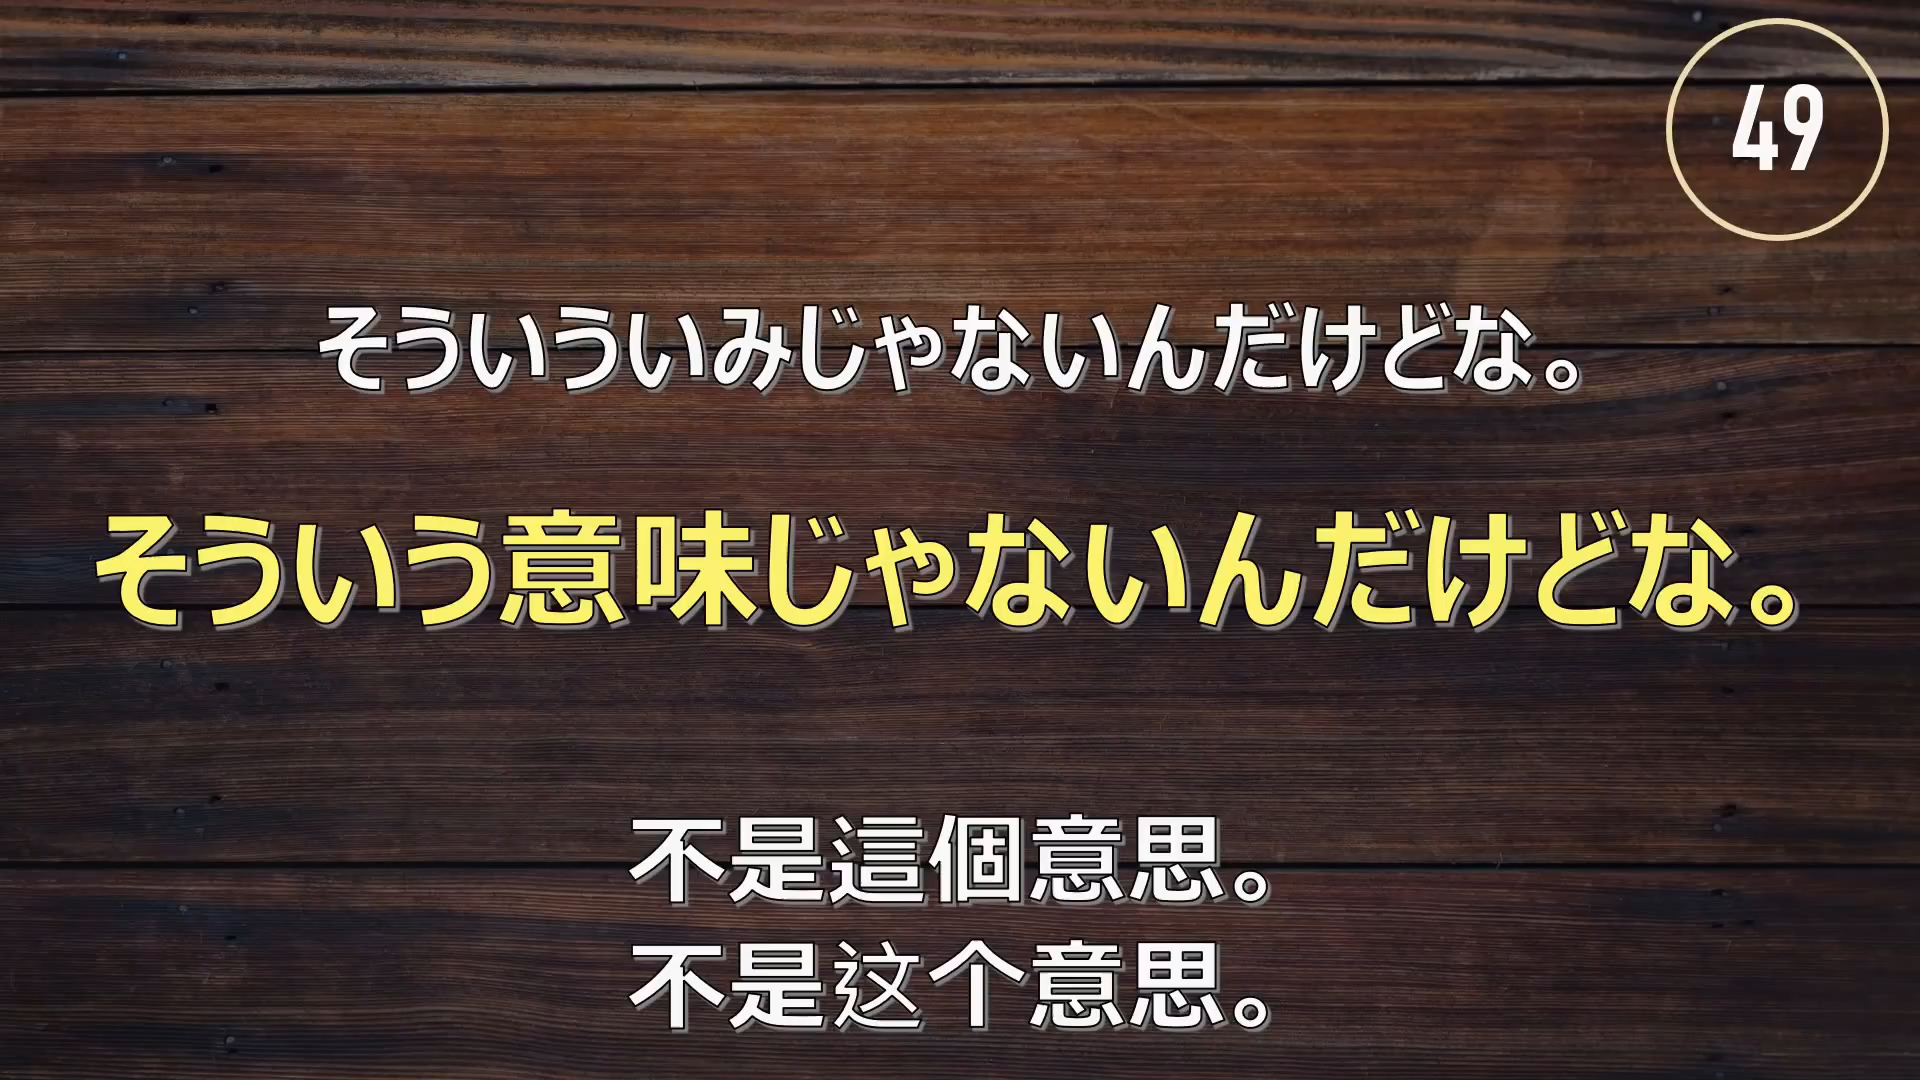 49
そういういみじゃないんだけどな。
そういう意味じゃないんだけどな。
不是這個意思。
不是这个意思。